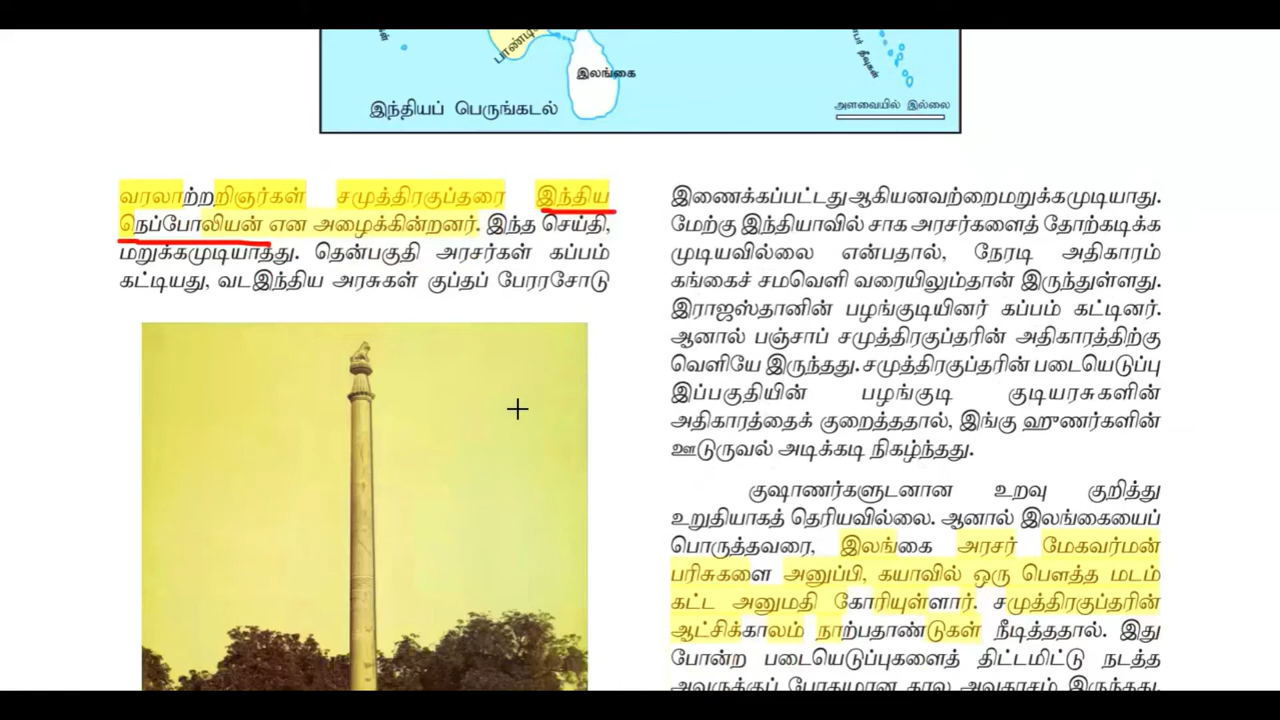 பாண்டி
இலங்கை
இந்தியப் பெருங்கடல்
அளவையில் இல்லை
வரலாற்றறிஞர்கள் சமுத்திரகுப்தரை இந்திய
நெப்போலியன் என அழைக்கின்றனர். இந்த செய்தி,
மறுக்கமுடியாத்து. தென்பகுதி அரசர்கள் கப்பம்
கட்டியது, வடஇந்திய அரசுகள் குப்தப் பேரரசோடு
இணைக்கப்பட்டதுஆகியனவற்றைமறுக்கமுடியாது.
மேற்கு இந்தியாவில் சாக அரசர்களைத் தோற்கடிக்க
முடியவில்லை என்பதால், நேரடி அதிகாரம்
கங்கைச் சமவெளி வரையிலும்தான் இருந்துள்ளது.
இராஜஸ்தானின் பழங்குடியினர் கப்பம் கட்டினர்.
ஆனால் பஞ்சாப் சமுத்திரகுப்தரின் அதிகாரத்திற்கு
வெளியே இருந்தது. சமுத்திரகுப்தரின் படையெடுப்பு
இப்பகுதியின் பழங்குடி குடியரசுகளின்
அதிகாரத்தைக் குறைத்ததால், இங்கு ஹுணர்களின்
ஊடுருவல் அடிக்கடி நிகழ்ந்தது.
குஷாணர்களுடனான உறவு குறித்து
உறுதியாகத் தெரியவில்லை. ஆனால் இலங்கையைப்
பொருத்தவரை, இலங்கை அரசர் மேகவர்மன்
பரிசுகளை அனுப்பி, கயாவில் ஒரு பௌத்த மடம்
கட்ட அனுமதி கோரியுள்ளார். சமுத்திரகுப்தரின்
ஆட்சிக்காலம் நாற்பதாண்டுகள் நீடித்ததால். இது
போன்ற படையெடுப்புகளைத் திட்டமிட்டு நடத்த
அவருக்குப் போதுமான கால அவகாசம் இருந்தது.